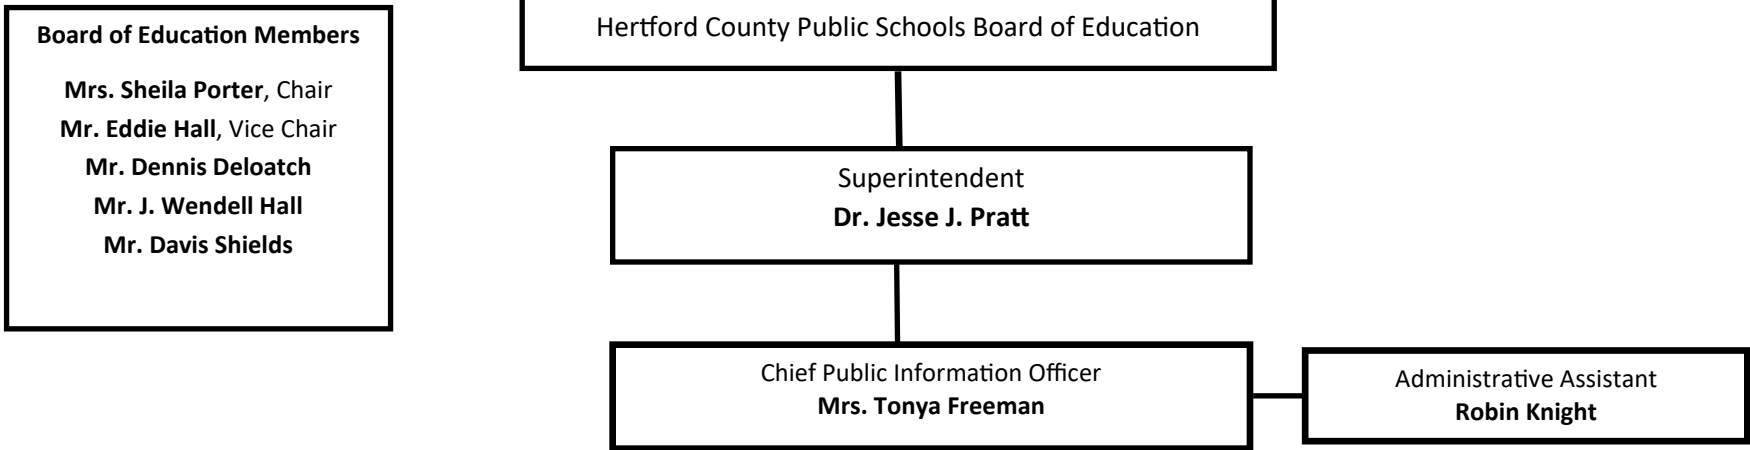 Board of Education Members
Mrs. Sheila Porter, Chair
Mr. Eddie Hall, Vice Chair
Mr. Dennis Deloatch
Mr. J. Wendell Hall
Mr. Davis Shields
Hertford County Public Schools Board of Education
Superintendent
Dr. Jesse J. Pratt
Chief Public Information Officer
Mrs. Tonya Freeman
Administrative Assistant
Robin Knight